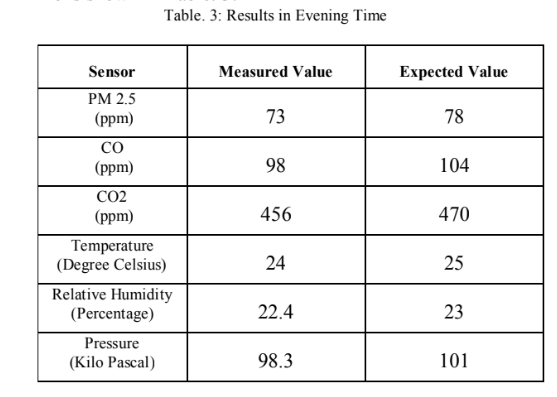 Table. 3: Results in Evening Time
Sensor Measured Value Expected Value
PM 2.5
(ppm) 73 78
CO
(ppm) 98 104
CO2
(ppm) 456 470
Temperature
(Degree Celsius) 24 25
Relative Humidity
(Percentage) 22.4 23
Pressure
(Kilo Pascal) 98.3 101